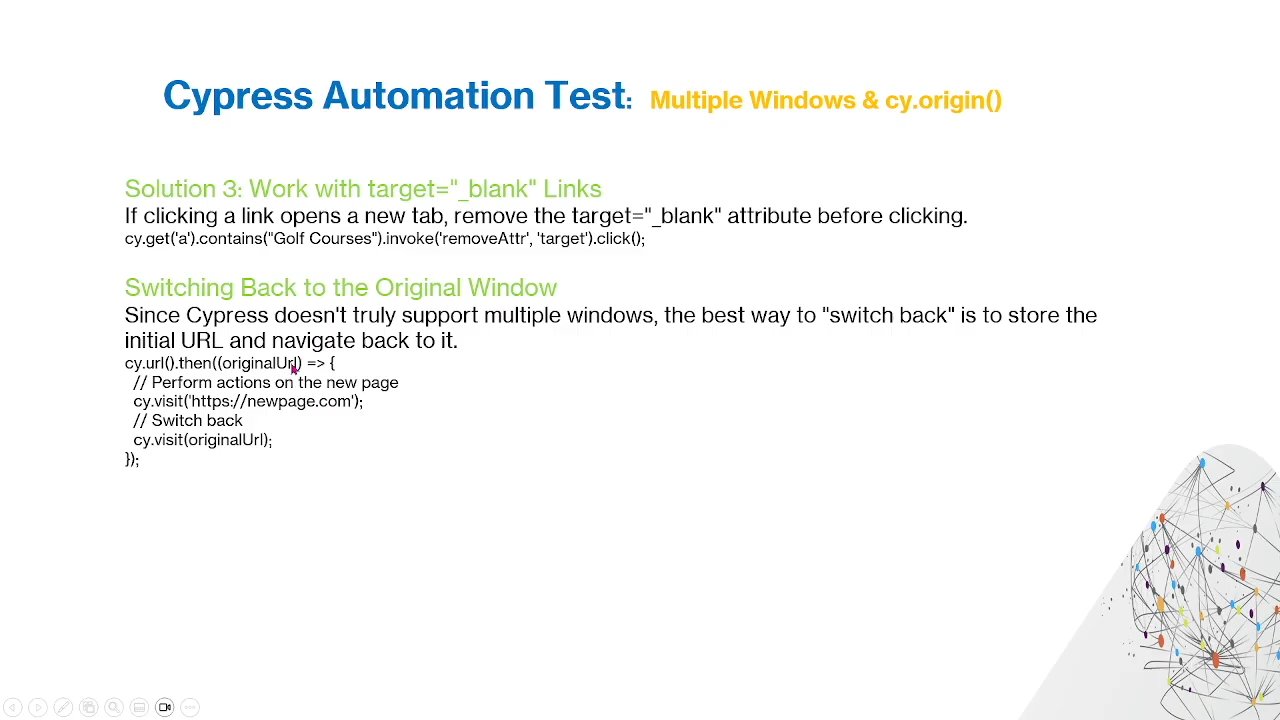 Cypress Automation Test: Multiple Windows & cy.origin()
Solution 3: Work with target="_blank" Links
If clicking a link opens a new tab, remove the target="_blank" attribute before clicking.
cy.get('a').contains("Golf Courses").invoke('removeAttr', 'target').click();
Switching Back to the Original Window
Since Cypress doesn't truly support multiple windows, the best way to "switch back" is to store the
initial URL and navigate back to it.
cy.url().then((originalUrl) => {
// Perform actions on the new page
cy.visit('https://newpage.com');
// Switch back
cy.visit(originalUrl);
});